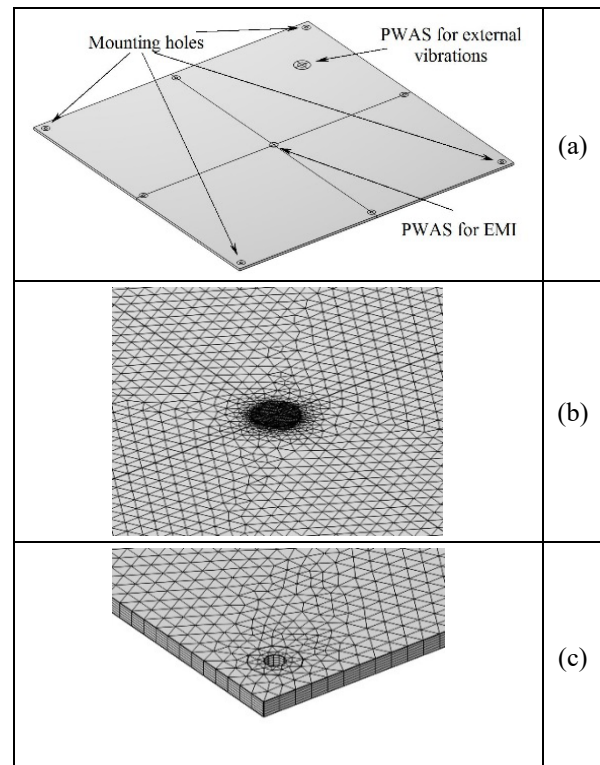 Mounting holes
PWAS for external
vibrations
PWAS for EMI
(a)
(b)
(c)